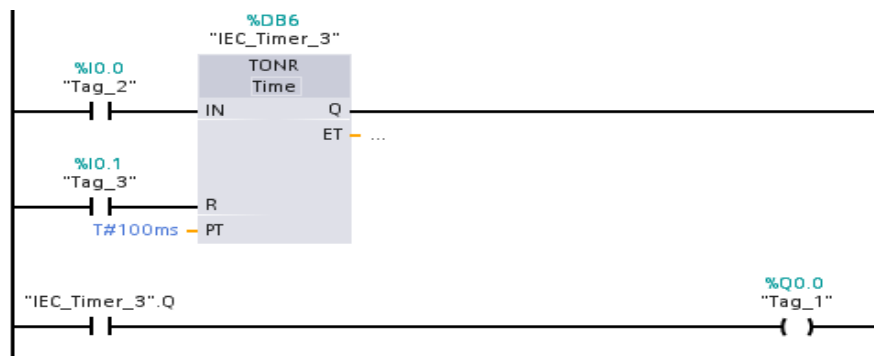 %DB6
"IEC_Timer_3"
TONR
Time
%I0.0
"Tag_2"
IN Q
ET ...
%I0.1
"Tag_3"
R
T#100ms PT
%Q0.0
"IEC_Timer_3".Q "Tag_1"